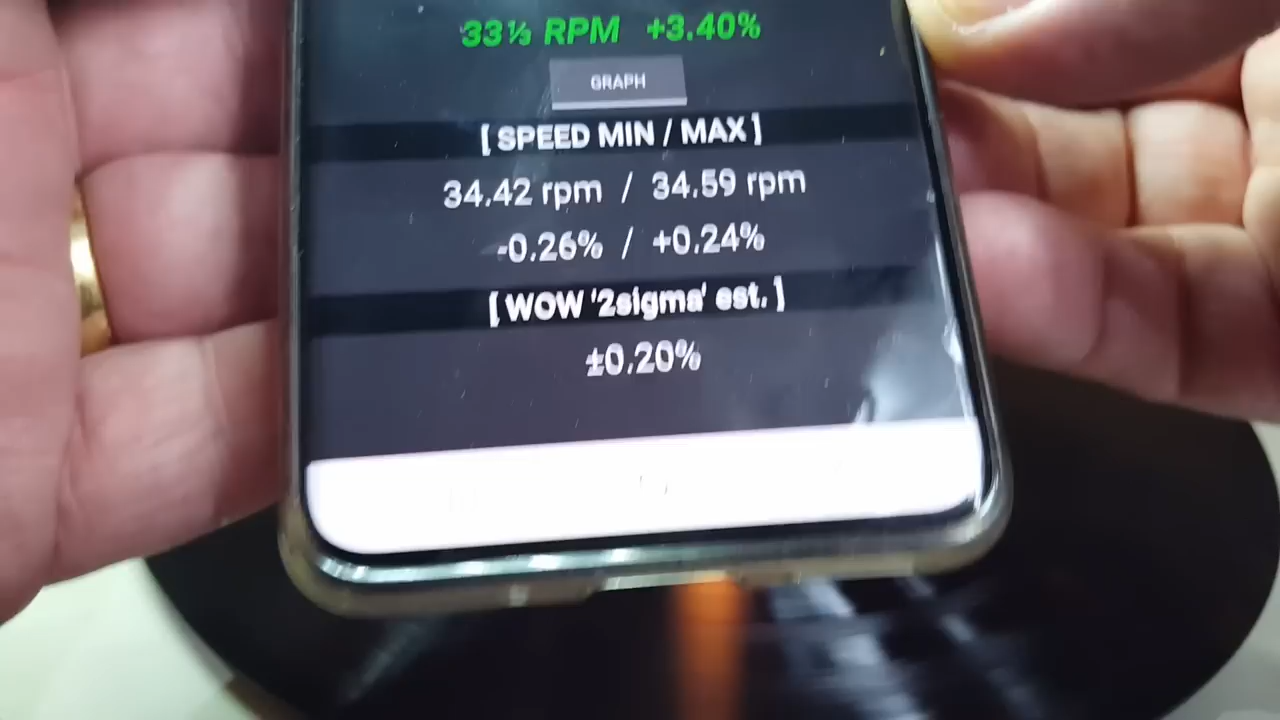 33⅓ RPM +3.40%
GRAPH
[ SPEED MIN / MAX ]
34.42 rpm / 34.59 rpm
-0.26% / +0.24%
[ WOW '2sigma' est. ]
±0.20%